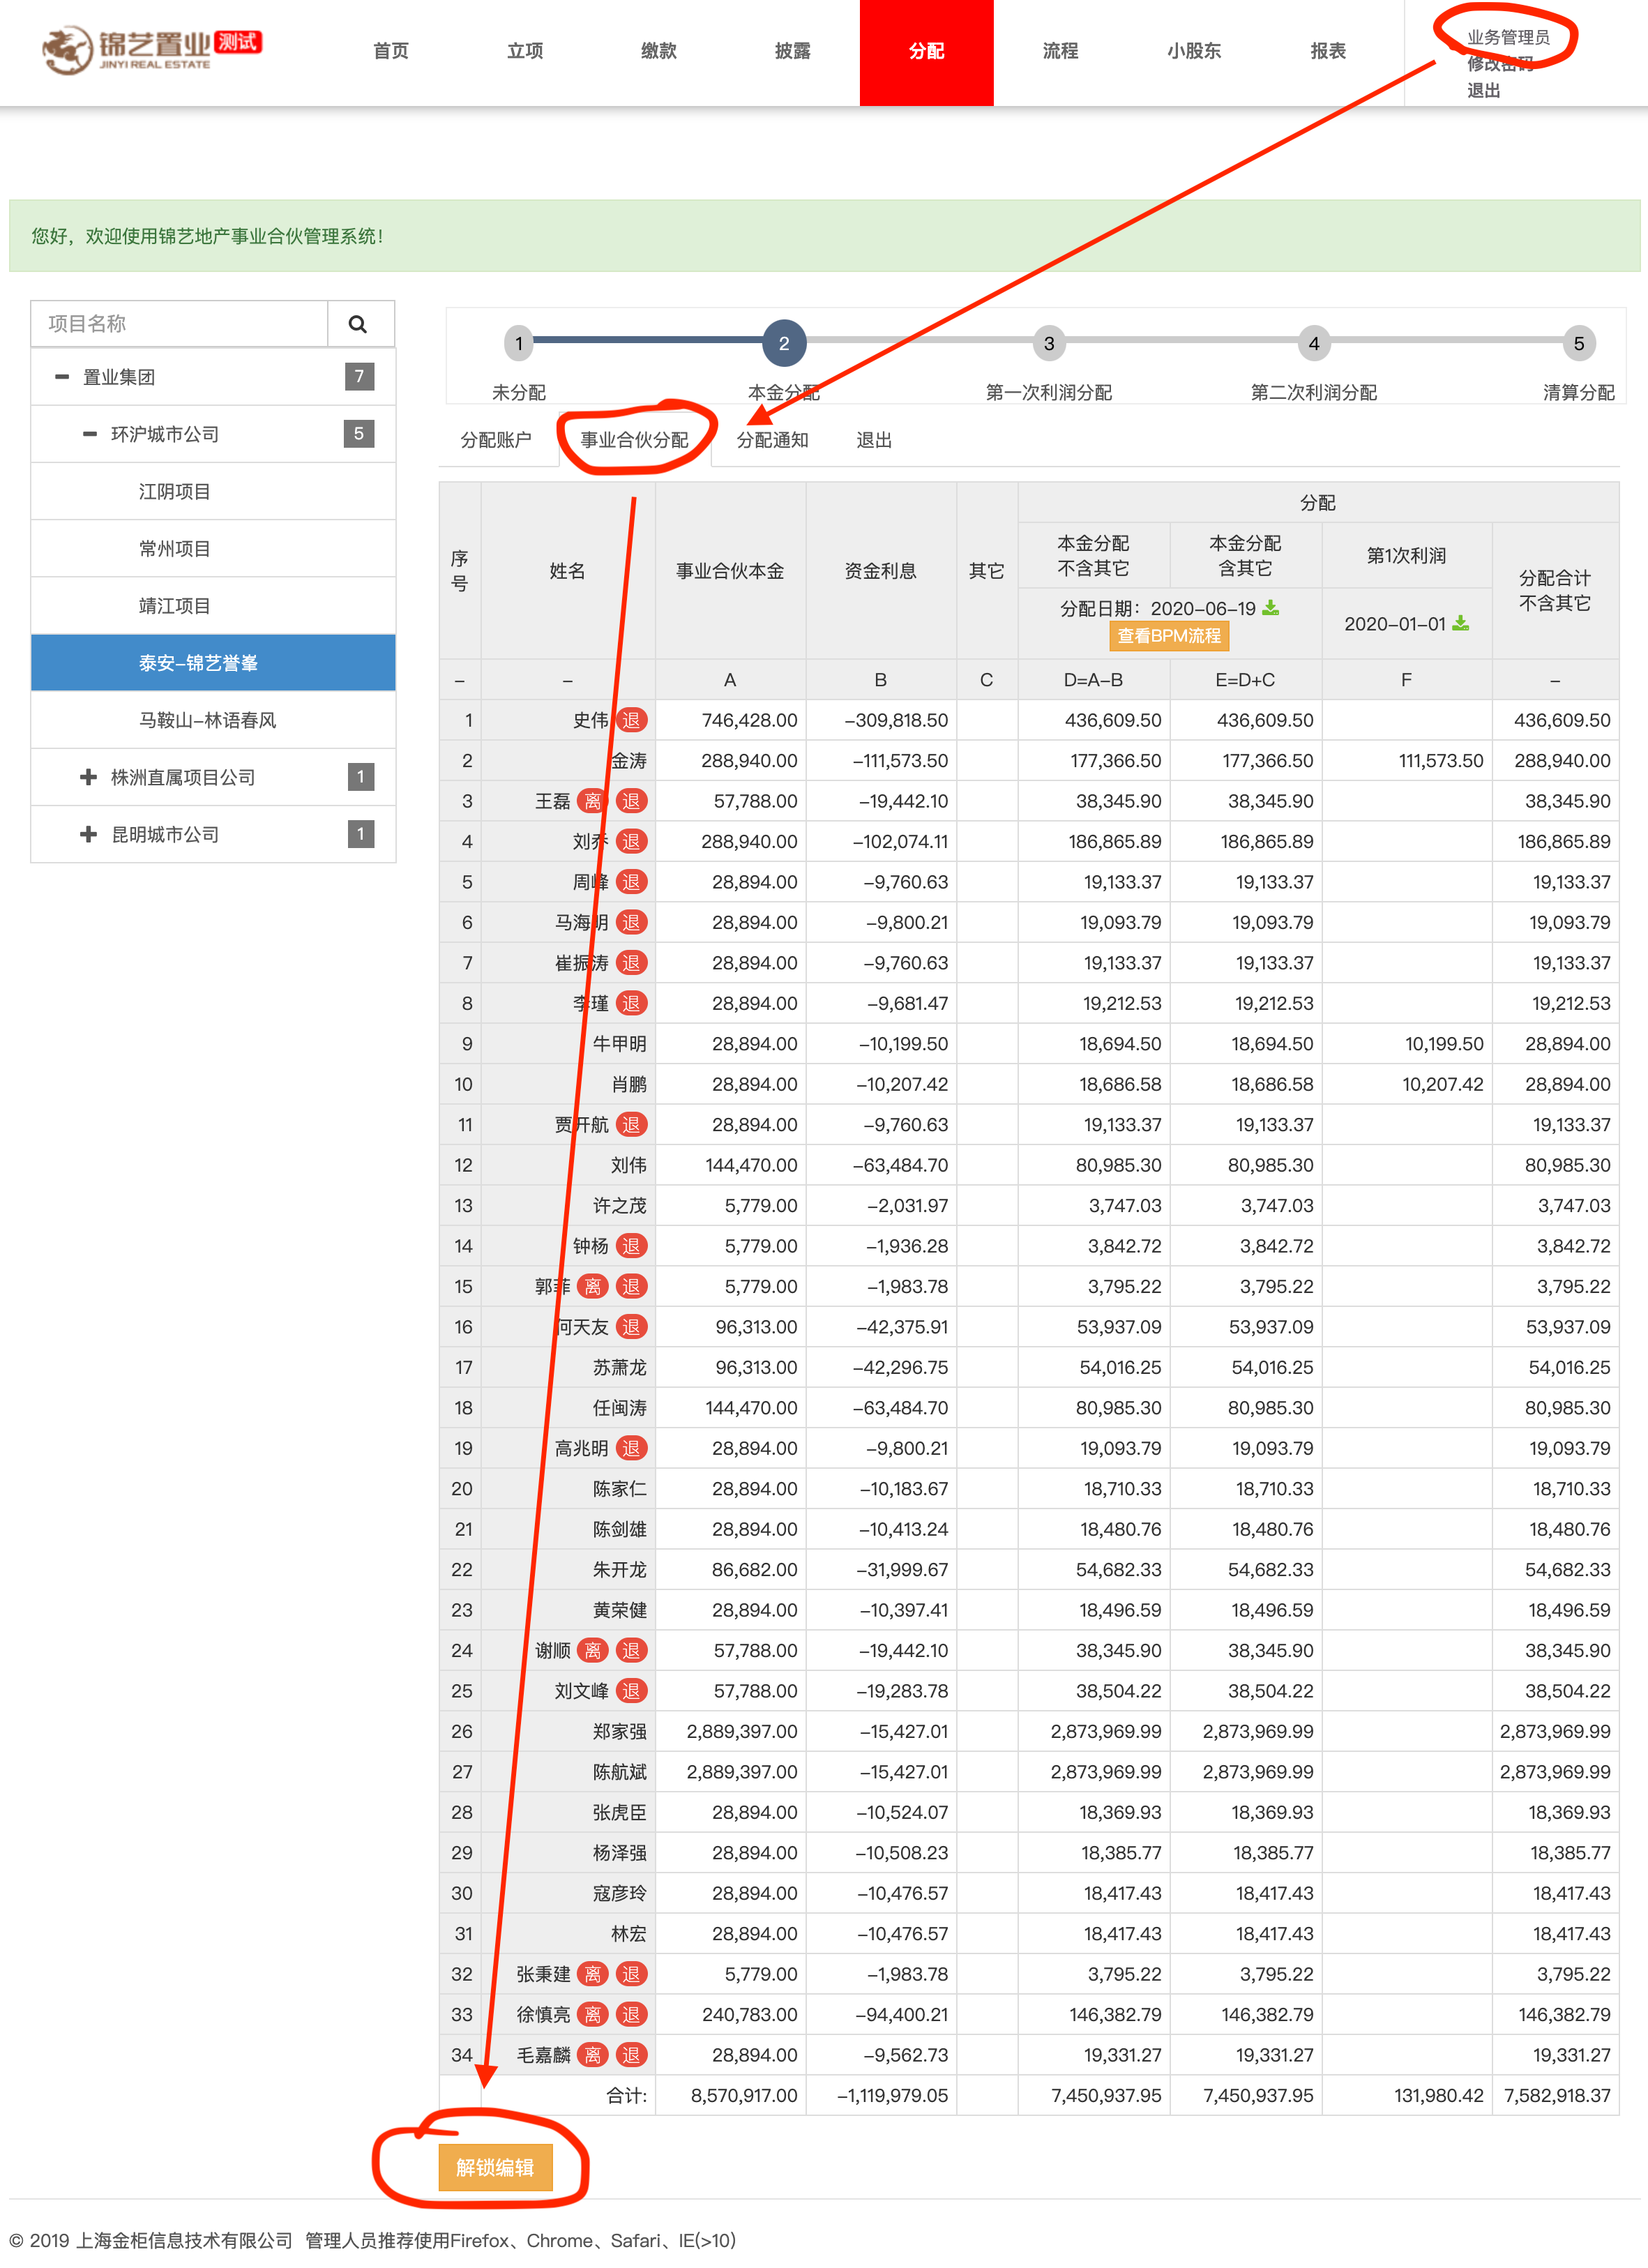 锦艺置业 测试
JINYI REAL ESTATE
首页 立项 缴款 披露 分配 流程 小股东 报表
业务管理员
修改密码
退出
您好，欢迎使用锦艺地产事业合伙管理系统！
项目名称
置业集团 7
环沪城市公司 5
江阴项目
常州项目
靖江项目
泰安-锦艺誉峯
马鞍山-林语春风
株洲直属项目公司 1
昆明城市公司 1
1 2 3 4 5
未分配 本金分配 第一次利润分配 第二次利润分配 清算分配
分配账户 事业合伙分配 分配通知 退出
序号 姓名 事业合伙本金 资金利息 其它 分配
本金分配 不含其它 本金分配 含其它 第1次利润 分配合计 不含其它
分配日期：2020-06-19 2020-01-01
查看BPM流程
- - A B C D=A-B E=D+C F -
1 史伟 退 746,428.00 -309,818.50 436,609.50 436,609.50 436,609.50
2 金涛 288,940.00 -111,573.50 177,366.50 177,366.50 111,573.50 288,940.00
3 王磊 离 退 57,788.00 -19,442.10 38,345.90 38,345.90 38,345.90
4 刘乔 退 288,940.00 -102,074.11 186,865.89 186,865.89 186,865.89
5 周峰 退 28,894.00 -9,760.63 19,133.37 19,133.37 19,133.37
6 马海明 退 28,894.00 -9,800.21 19,093.79 19,093.79 19,093.79
7 崔振涛 退 28,894.00 -9,760.63 19,133.37 19,133.37 19,133.37
8 李瑾 退 28,894.00 -9,681.47 19,212.53 19,212.53 19,212.53
9 牛甲明 28,894.00 -10,199.50 18,694.50 18,694.50 10,199.50 28,894.00
10 肖鹏 28,894.00 -10,207.42 18,686.58 18,686.58 10,207.42 28,894.00
11 贾开航 退 28,894.00 -9,760.63 19,133.37 19,133.37 19,133.37
12 刘伟 144,470.00 -63,484.70 80,985.30 80,985.30 80,985.30
13 许之茂 5,779.00 -2,031.97 3,747.03 3,747.03 3,747.03
14 钟杨 退 5,779.00 -1,936.28 3,842.72 3,842.72 3,842.72
15 郭菲 离 退 5,779.00 -1,983.78 3,795.22 3,795.22 3,795.22
16 何天友 退 96,313.00 -42,375.91 53,937.09 53,937.09 53,937.09
17 苏萧龙 96,313.00 -42,296.75 54,016.25 54,016.25 54,016.25
18 任闽涛 144,470.00 -63,484.70 80,985.30 80,985.30 80,985.30
19 高兆明 退 28,894.00 -9,800.21 19,093.79 19,093.79 19,093.79
20 陈家仁 28,894.00 -10,183.67 18,710.33 18,710.33 18,710.33
21 陈剑雄 28,894.00 -10,413.24 18,480.76 18,480.76 18,480.76
22 朱开龙 86,682.00 -31,999.67 54,682.33 54,682.33 54,682.33
23 黄荣健 28,894.00 -10,397.41 18,496.59 18,496.59 18,496.59
24 谢顺 离 退 57,788.00 -19,442.10 38,345.90 38,345.90 38,345.90
25 刘文峰 退 57,788.00 -19,283.78 38,504.22 38,504.22 38,504.22
26 郑家强 2,889,397.00 -15,427.01 2,873,969.99 2,873,969.99 2,873,969.99
27 陈航斌 2,889,397.00 -15,427.01 2,873,969.99 2,873,969.99 2,873,969.99
28 张虎臣 28,894.00 -10,524.07 18,369.93 18,369.93 18,369.93
29 杨泽强 28,894.00 -10,508.23 18,385.77 18,385.77 18,385.77
30 寇彦玲 28,894.00 -10,476.57 18,417.43 18,417.43 18,417.43
31 林宏 28,894.00 -10,476.57 18,417.43 18,417.43 18,417.43
32 张秉建 离 退 5,779.00 -1,983.78 3,795.22 3,795.22 3,795.22
33 徐慎亮 离 退 240,783.00 -94,400.21 146,382.79 146,382.79 146,382.79
34 毛嘉麟 离 退 28,894.00 -9,562.73 19,331.27 19,331.27 19,331.27
合计: 8,570,917.00 -1,119,979.05 7,450,937.95 7,450,937.95 131,980.42 7,582,918.37
解锁编辑
© 2019 上海金柜信息技术有限公司 管理人员推荐使用Firefox、Chrome、Safari、IE(>10)